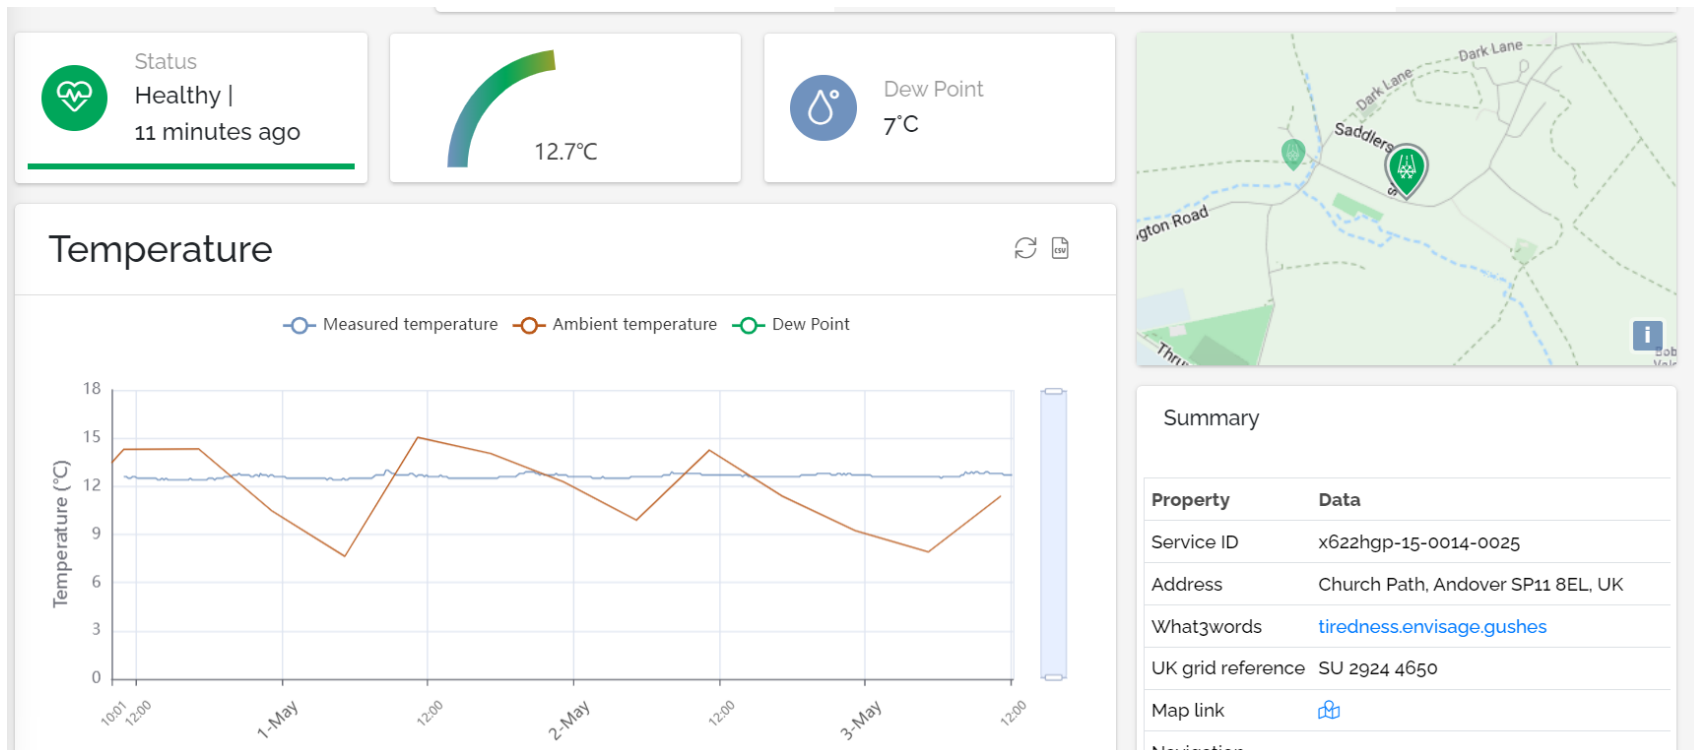 Status
Healthy |
11 minutes ago
12.7°C
Dew Point
7°C
Dark Lane
Dark Lane
Saddlers
gton Road
Thru
i
Temperature
CSV
Measured temperature
Ambient temperature
Dew Point
Temperature (°C)
18
15
12
9
6
3
0
10:01
12:00
1-May
12:00
2-May
12:00
3-May
12:00
Summary
Property Data
Service ID x622hgp-15-0014-0025
Address Church Path, Andover SP11 8EL, UK
What3words tiredness.envisage.gushes
UK grid reference SU 2924 4650
Map link